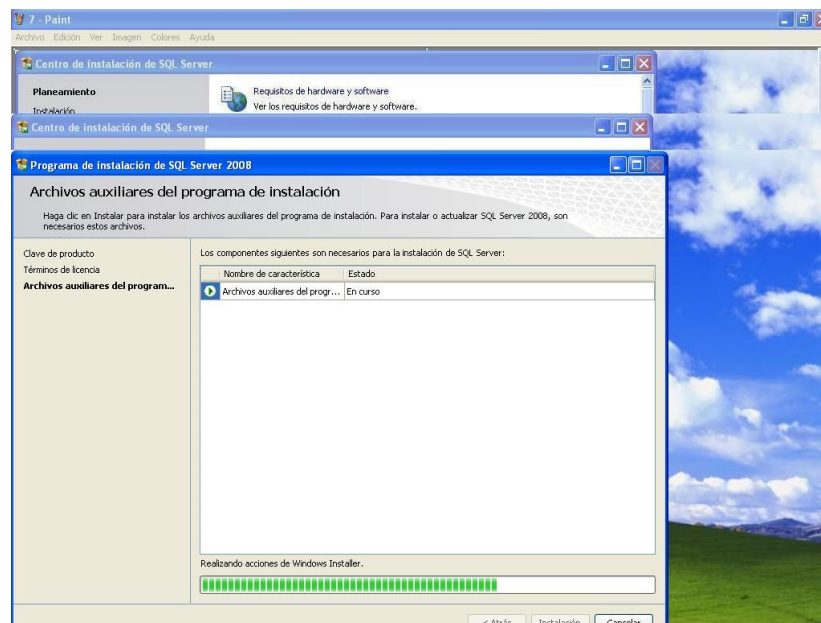 7 - Paint
Archivo Edición Ver Imagen Colores Ayuda
Centro de instalación de SQL Server
Planeamiento
Instalación
Requisitos de hardware y software
Ver los requisitos de hardware y software.
Centro de instalación de SQL Server
Programa de instalación de SQL Server 2008
Archivos auxiliares del programa de instalación
Haga clic en Instalar para instalar los archivos auxiliares del programa de instalación. Para instalar o actualizar SQL Server 2008, son
necesarios estos archivos.
Clave de producto
Términos de licencia
Archivos auxiliares del program...
Los componentes siguientes son necesarios para la instalación de SQL Server:
Nombre de característica Estado
Archivos auxiliares del progr... En curso
Realizando acciones de Windows Installer.
< Atrás Instalación Cancelar